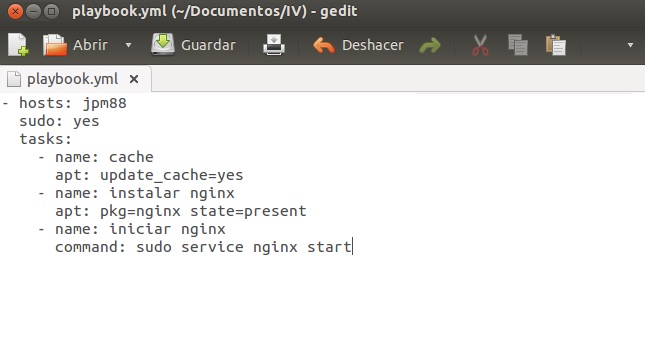 playbook.yml (~/Documentos/IV) - gedit
Abrir Guardar Deshacer
playbook.yml
- hosts: jpm88
  sudo: yes
  tasks:
    - name: cache
      apt: update_cache=yes
    - name: instalar nginx
      apt: pkg=nginx state=present
    - name: iniciar nginx
      command: sudo service nginx start